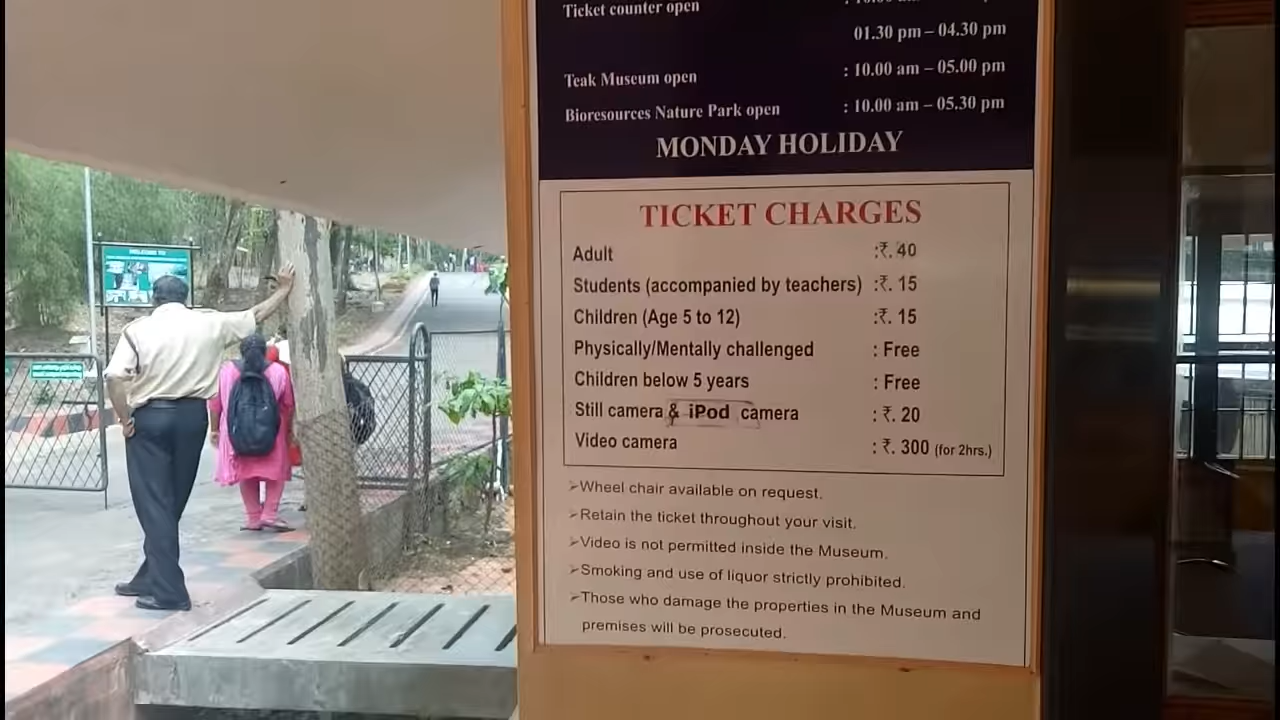 Ticket counter open
01.30 pm – 04.30 pm
Teak Museum open : 10.00 am – 05.00 pm
Bioresources Nature Park open : 10.00 am – 05.30 pm
MONDAY HOLIDAY
TICKET CHARGES
Adult :₹. 40
Students (accompanied by teachers) :₹. 15
Children (Age 5 to 12) :₹. 15
Physically/Mentally challenged : Free
Children below 5 years : Free
Still camera & iPod camera : ₹. 20
Video camera : ₹. 300 (for 2hrs.)
➢Wheel chair available on request.
➢Retain the ticket throughout your visit.
➢Video is not permitted inside the Museum.
➢Smoking and use of liquor strictly prohibited.
➢Those who damage the properties in the Museum and
premises will be prosecuted.
WELCOME TO